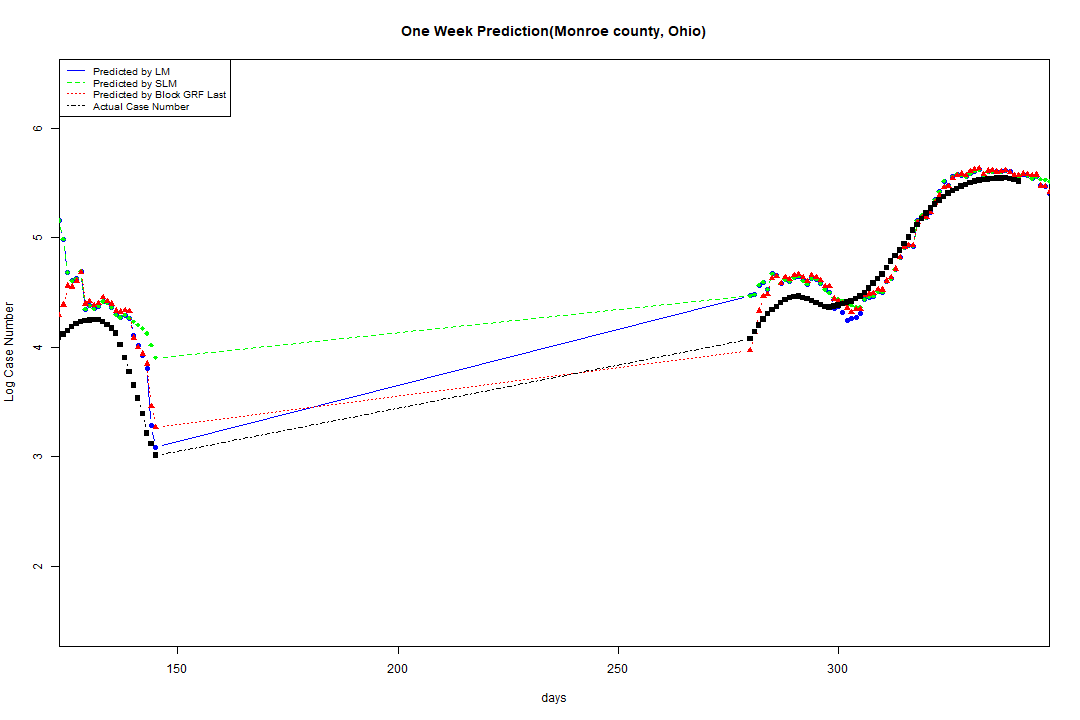 One Week Prediction(Monroe county, Ohio)
Predicted by LM
Predicted by SLM
Predicted by Block GRF Last
Actual Case Number
6
5
4
3
2
Log Case Number
150
200
250
300
days